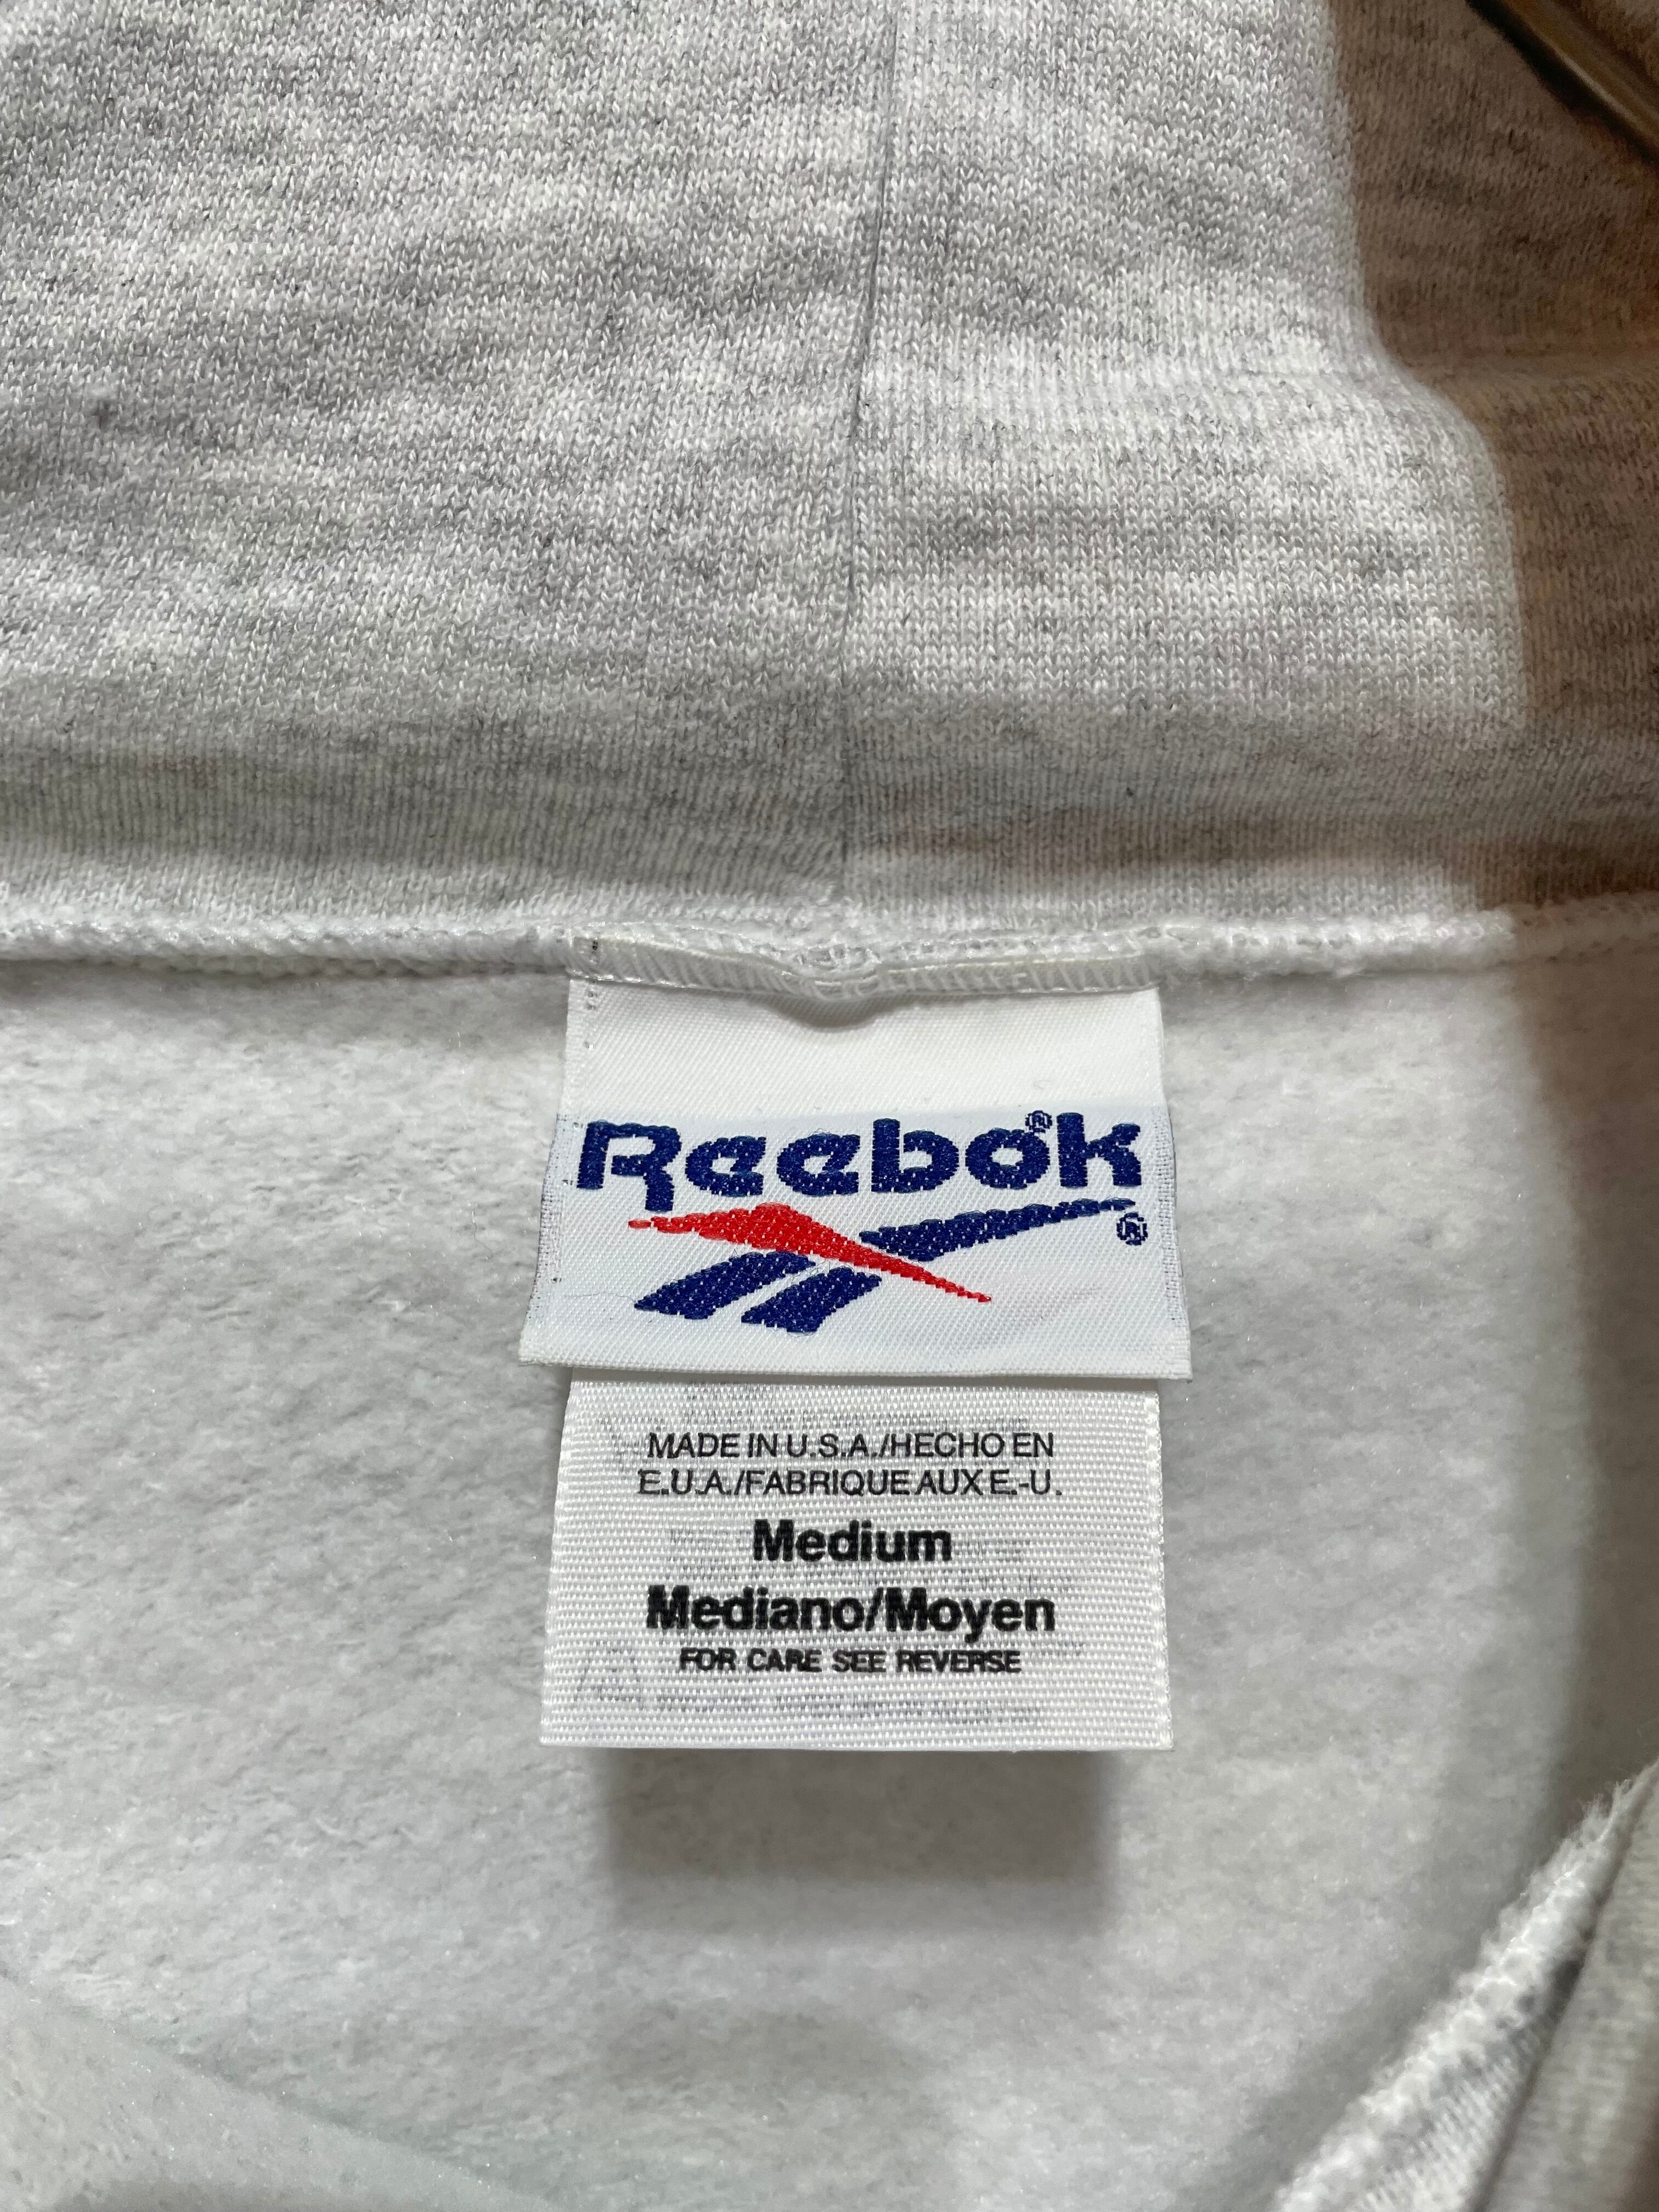 Reebok®
®
MADE IN U.S.A./HECHO EN
E.U.A./FABRIQUE AUX E.-U.
Medium
Mediano/Moyen
FOR CARE SEE REVERSE